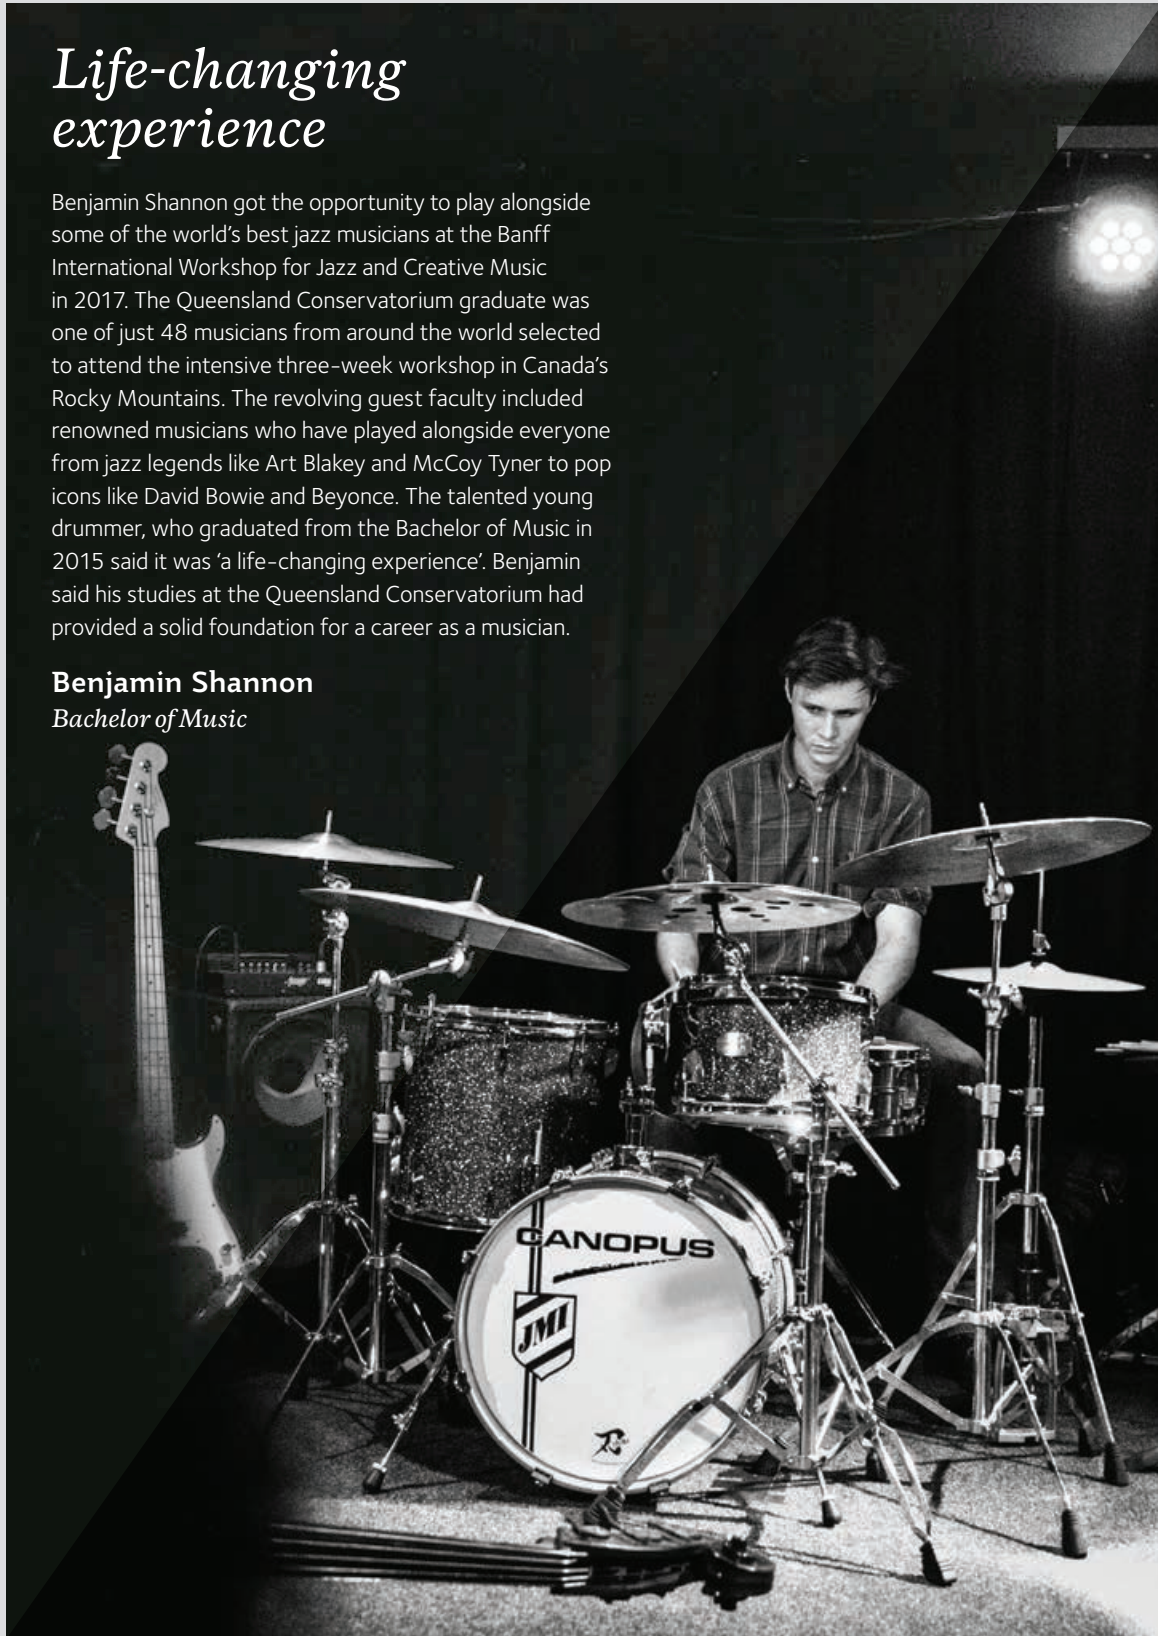 Life-changing
experience
Benjamin Shannon got the opportunity to play alongside
some of the world’s best jazz musicians at the Banff
International Workshop for Jazz and Creative Music
in 2017. The Queensland Conservatorium graduate was
one of just 48 musicians from around the world selected
to attend the intensive three-week workshop in Canada’s
Rocky Mountains. The revolving guest faculty included
renowned musicians who have played alongside everyone
from jazz legends like Art Blakey and McCoy Tyner to pop
icons like David Bowie and Beyonce. The talented young
drummer, who graduated from the Bachelor of Music in
2015 said it was ‘a life-changing experience’. Benjamin
said his studies at the Queensland Conservatorium had
provided a solid foundation for a career as a musician.
Benjamin Shannon
Bachelor of Music
CANOPUS
JMI